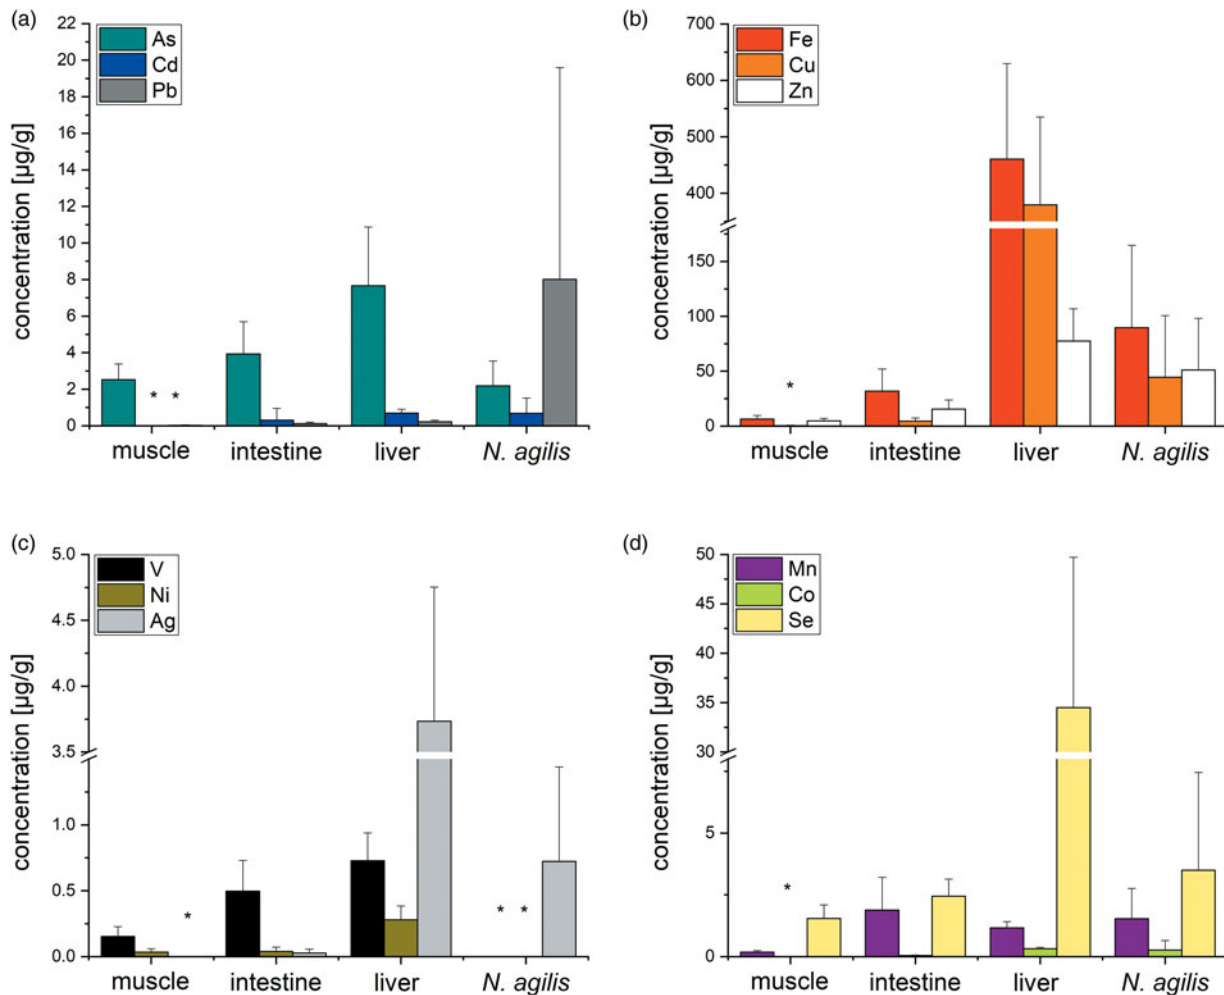 (a)
As
Cd
Pb
concentration [µg/g]
22
20
18
16
14
12
10
8
6
4
2
0
* *
muscle intestine liver N. agilis
(b)
Fe
Cu
Zn
concentration [µg/g]
700
600
500
400
150
100
50
0
*
muscle intestine liver N. agilis
(c)
V
Ni
Ag
concentration [µg/g]
5.0
4.5
4.0
3.5
1.0
0.5
0.0
*
* *
muscle intestine liver N. agilis
(d)
Mn
Co
Se
concentration [µg/g]
50
45
40
35
30
5
0
*
muscle intestine liver N. agilis